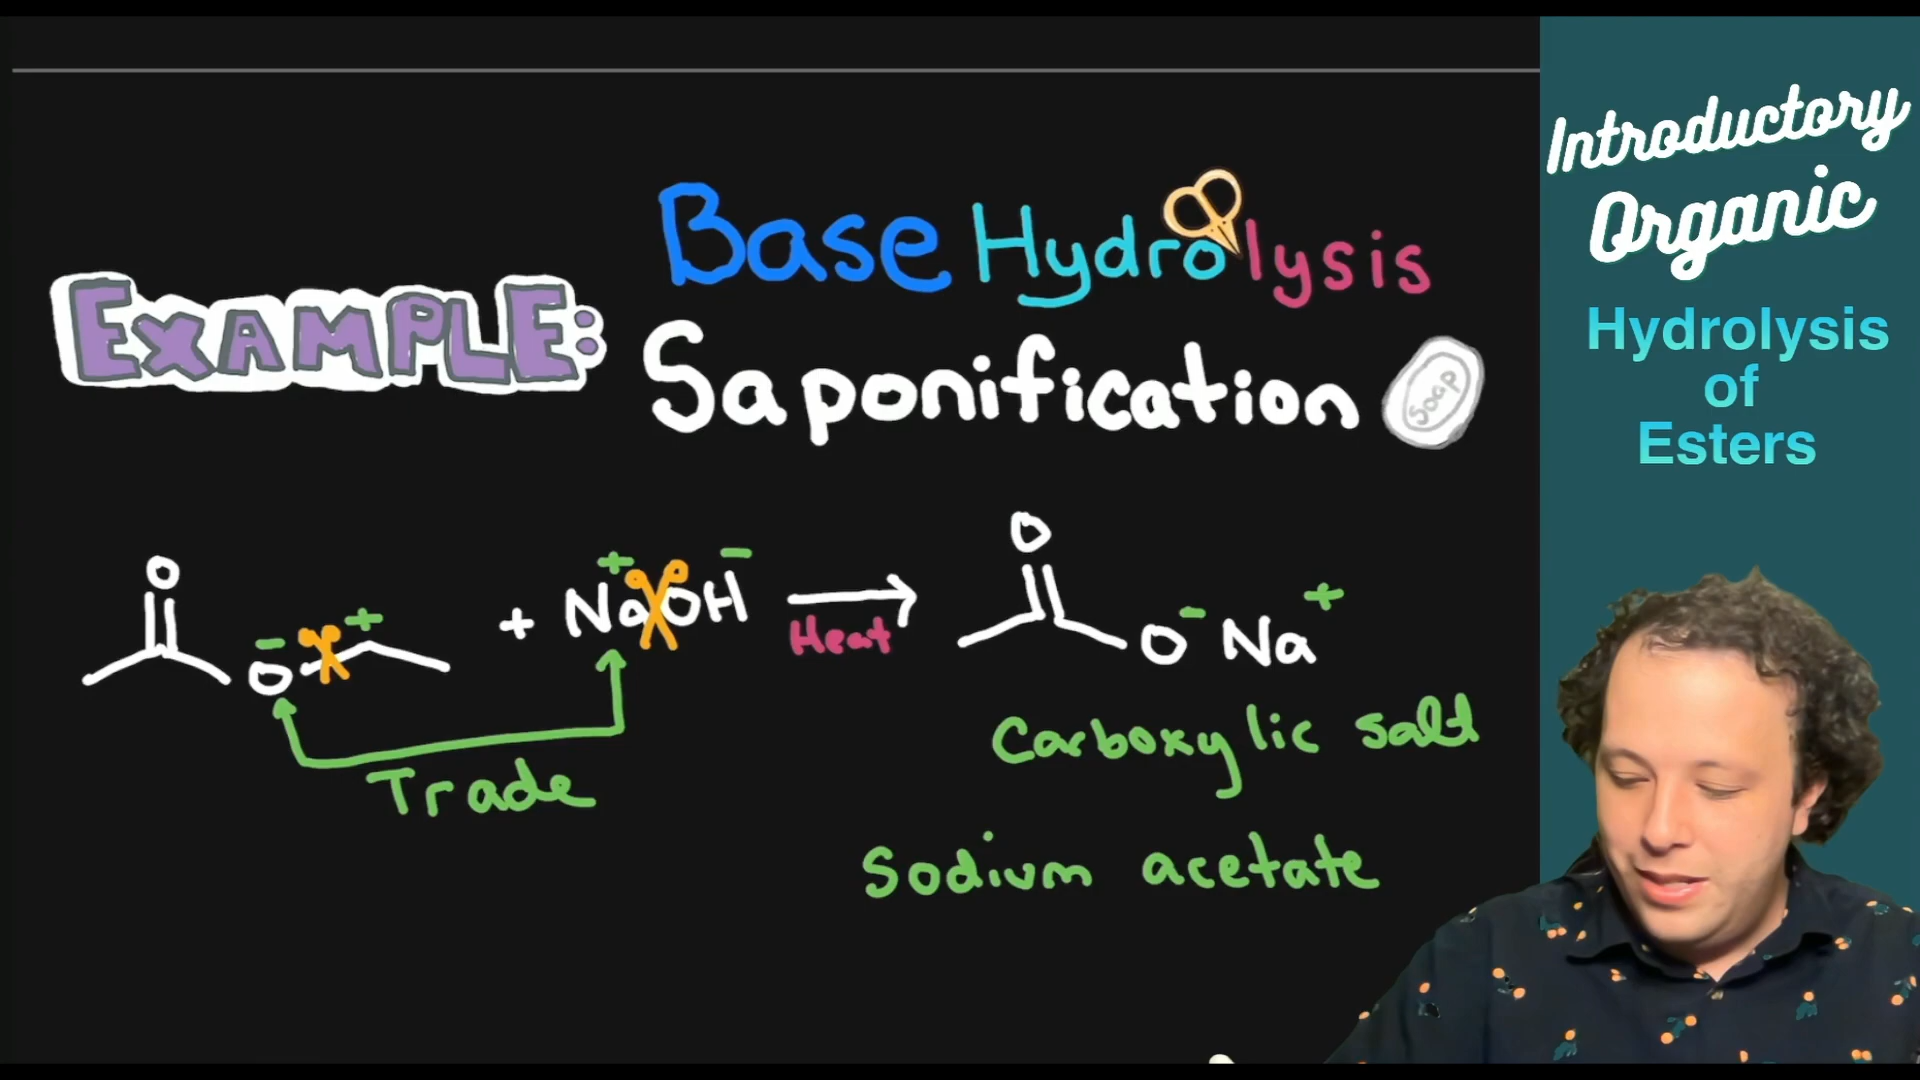 Base Hydrolysis
EXAMPLE:
Saponification
soap
O
O
- +
+ NaOH
+ -
Heat
O
O- Na+
Trade
Carboxylic salt
Sodium acetate
Introductory
Organic
Hydrolysis
of
Esters